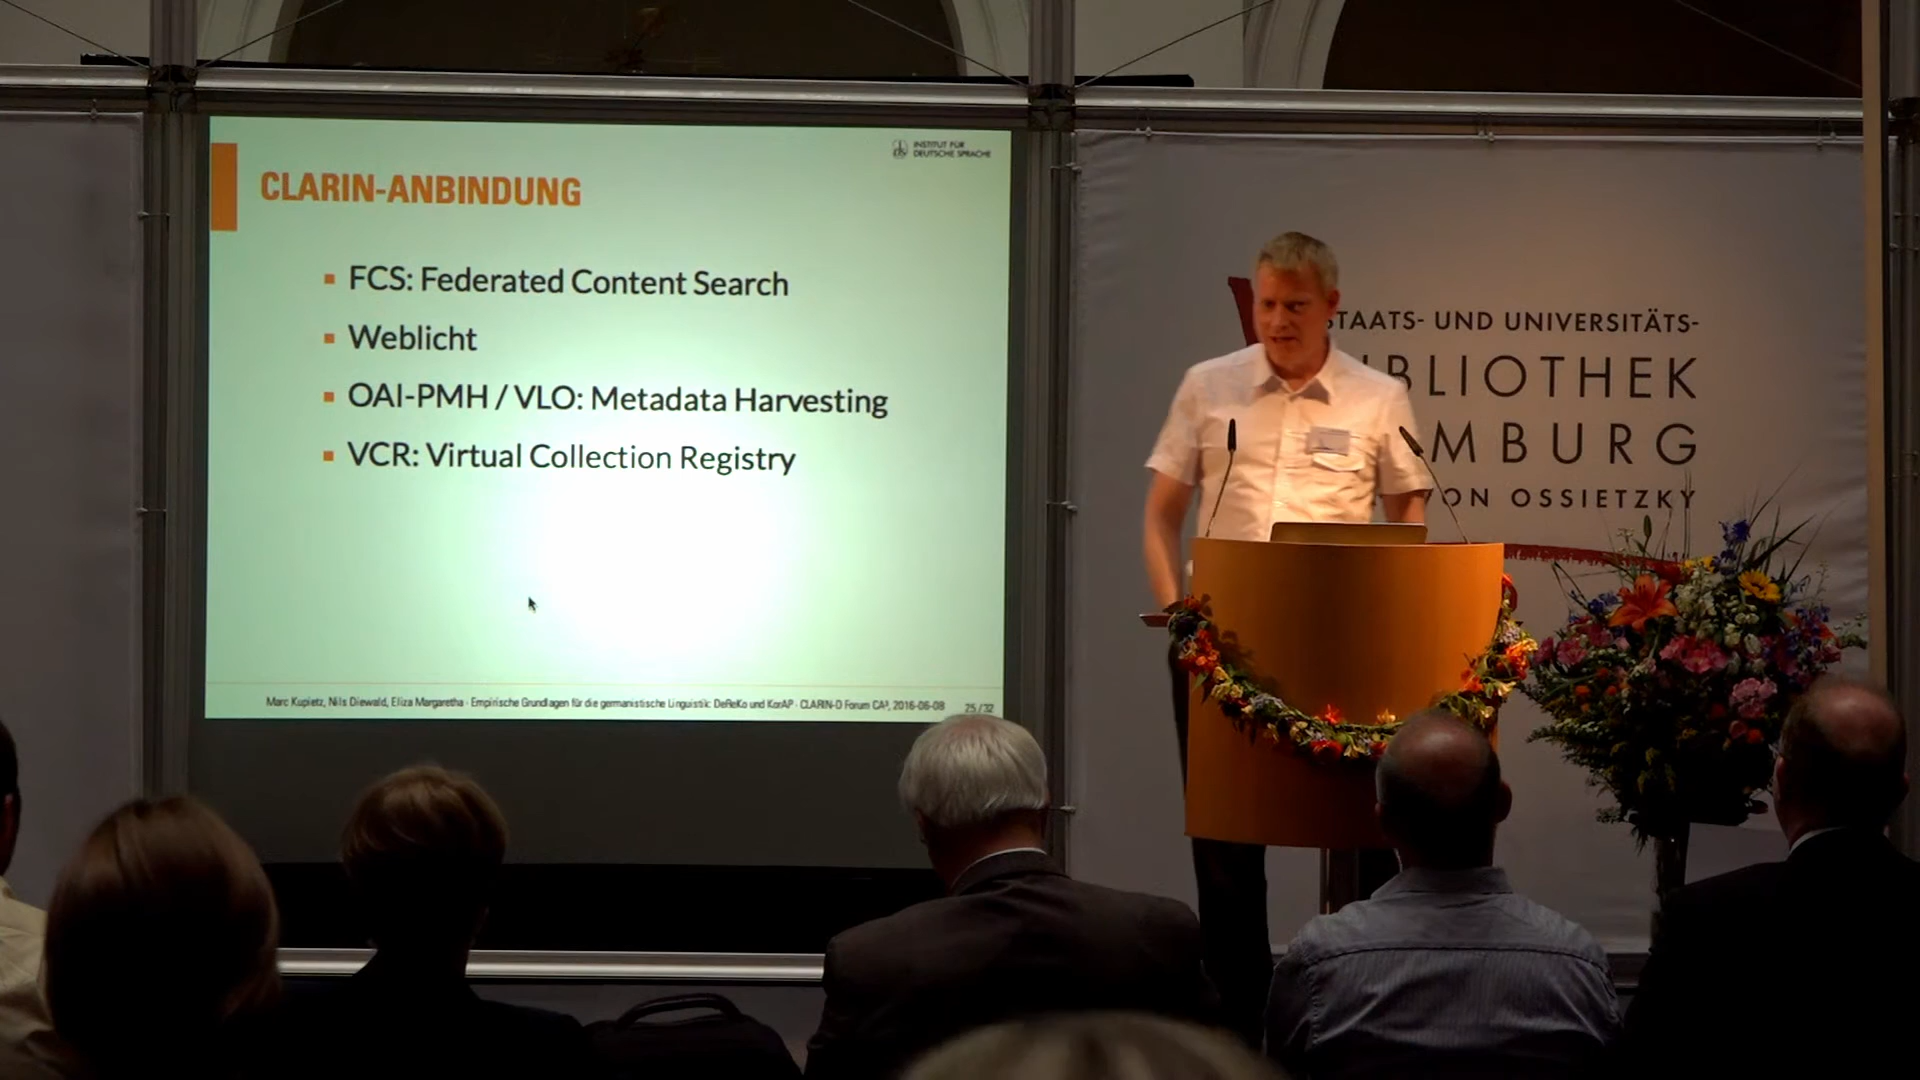 INSTITUT FÜR
DEUTSCHE SPRACHE
CLARIN-ANBINDUNG
▪ FCS: Federated Content Search
▪ Weblicht
▪ OAI-PMH / VLO: Metadata Harvesting
▪ VCR: Virtual Collection Registry
Marc Kupietz, Nils Diewald, Eliza Margaretha · Empirische Grundlagen für die germanistische Linguistik: DeReKo und KorAP · CLARIN-D Forum CA³, 2016-06-08 25/32
STAATS- UND UNIVERSITÄTS-
BLIOTHEK
MBURG
VON OSSIETZKY